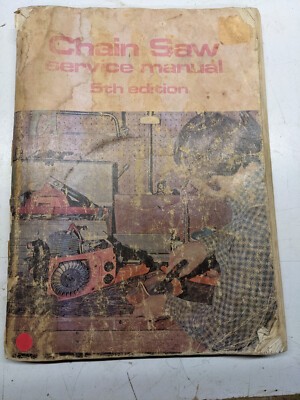 Chain Saw
service manual
5th edition